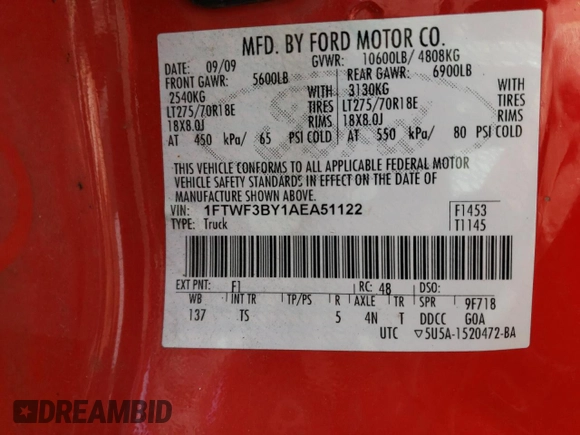 MFD. BY FORD MOTOR CO.
DATE: 09/09 GVWR: 10600LB/ 4808KG
FRONT GAWR: 5600LB REAR GAWR: 6900LB
2540KG WITH 3130KG WITH
LT275/70R18E TIRES LT275/70R18E TIRES
18X8.0J RIMS 18X8.0J RIMS
AT 450 kPa/ 65 PSI COLD AT 550 kPa/ 80 PSI COLD
THIS VEHICLE CONFORMS TO ALL APPLICABLE FEDERAL MOTOR
VEHICLE SAFETY STANDARDS IN EFFECT ON THE DATE OF
MANUFACTURE SHOWN ABOVE.
VIN: 1FTWF3BY1AEA51122 F1453
TYPE: Truck T1145
EXT PNT: F1 RC: 48 DSO:
WB INT TR TP/PS R AXLE TR SPR 9F718
137 TS 5 4N T DDCC GOA
UTC ▽5U5A-1520472-BA
DREAMBID